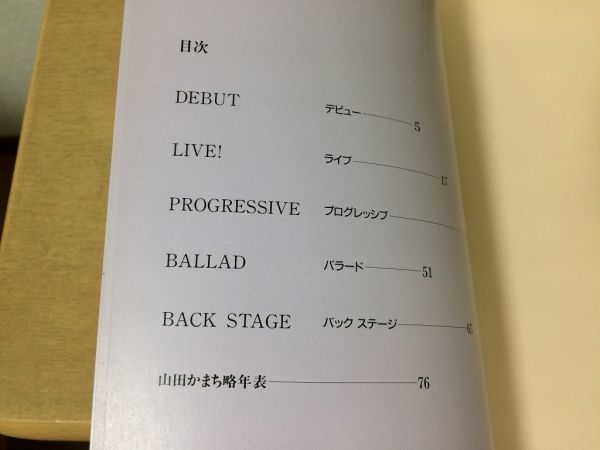 目次
DEBUT デビュー 5
LIVE! ライブ 17
PROGRESSIVE プログレッシブ
BALLAD バラード 51
BACK STAGE バック ステージ 65
山田かまち略年表 76